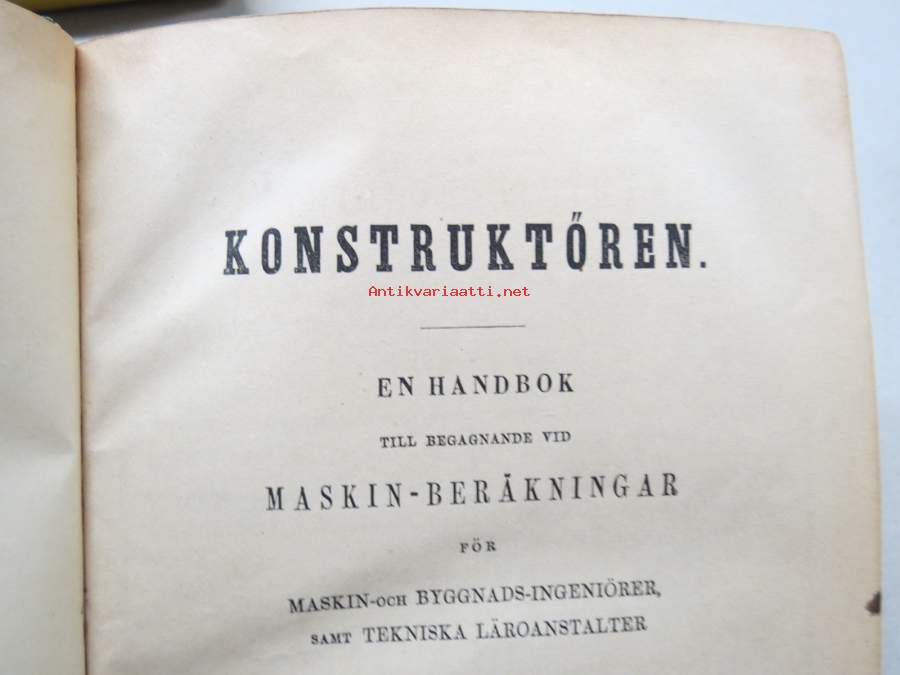 KONSTRUKTÖREN.
Antikvariaatti.net
EN HANDBOK
TILL BEGAGNANDE VID
MASKIN-BERÄKNINGAR
FÖR
MASKIN-och BYGGNADS-INGENIÖRER,
SAMT TEKNISKA LÄROANSTALTER